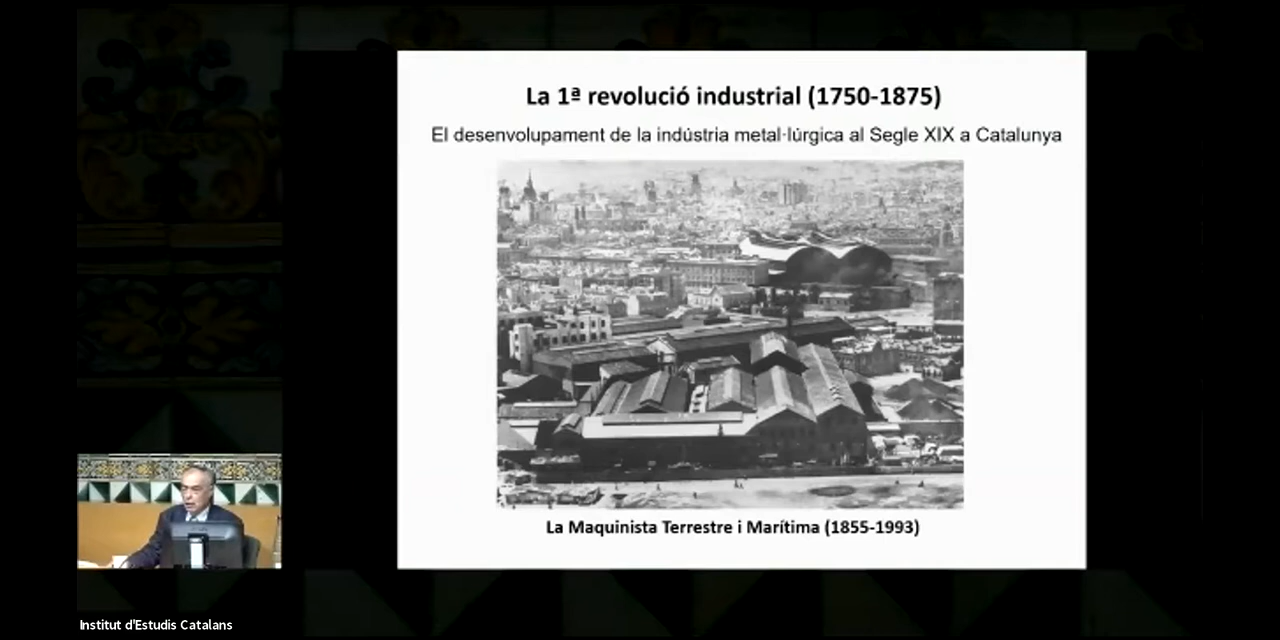 La 1ª revolució industrial (1750-1875)
El desenvolupament de la indústria metal·lúrgica al Segle XIX a Catalunya
La Maquinista Terrestre i Marítima (1855-1993)
Institut d'Estudis Catalans